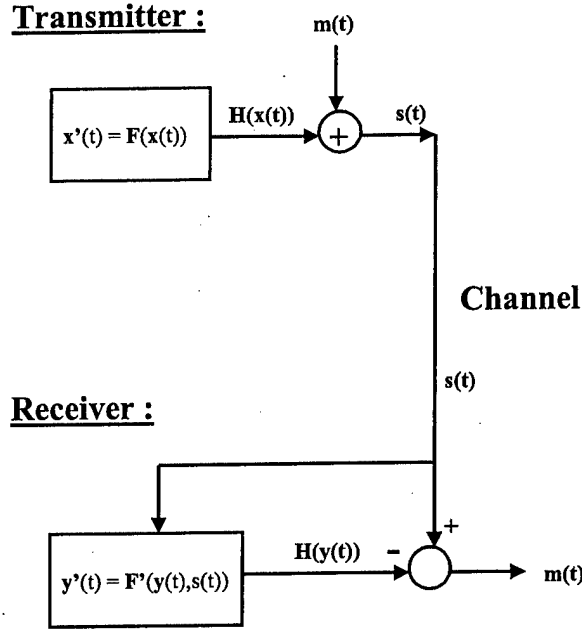 Transmitter :
m(t)
H(x(t))
s(t)
x’(t) = F(x(t))
+
Channel
s(t)
Receiver :
+
H(y(t))
-
y’(t) = F’(y(t),s(t))
m(t)